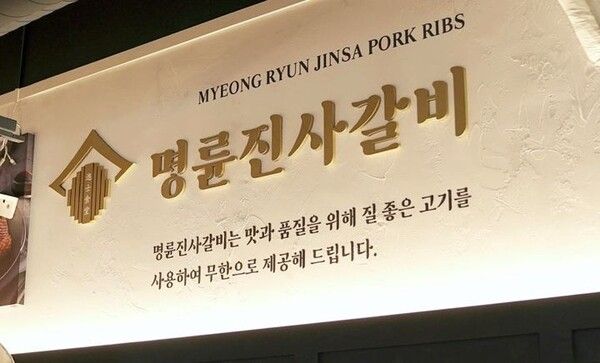 MYEONG RYUN JINSA PORK RIBS
명륜진사갈비
명륜진사갈비는 맛과 품질을 위해 질 좋은 고기를
사용하여 무한으로 제공해 드립니다.